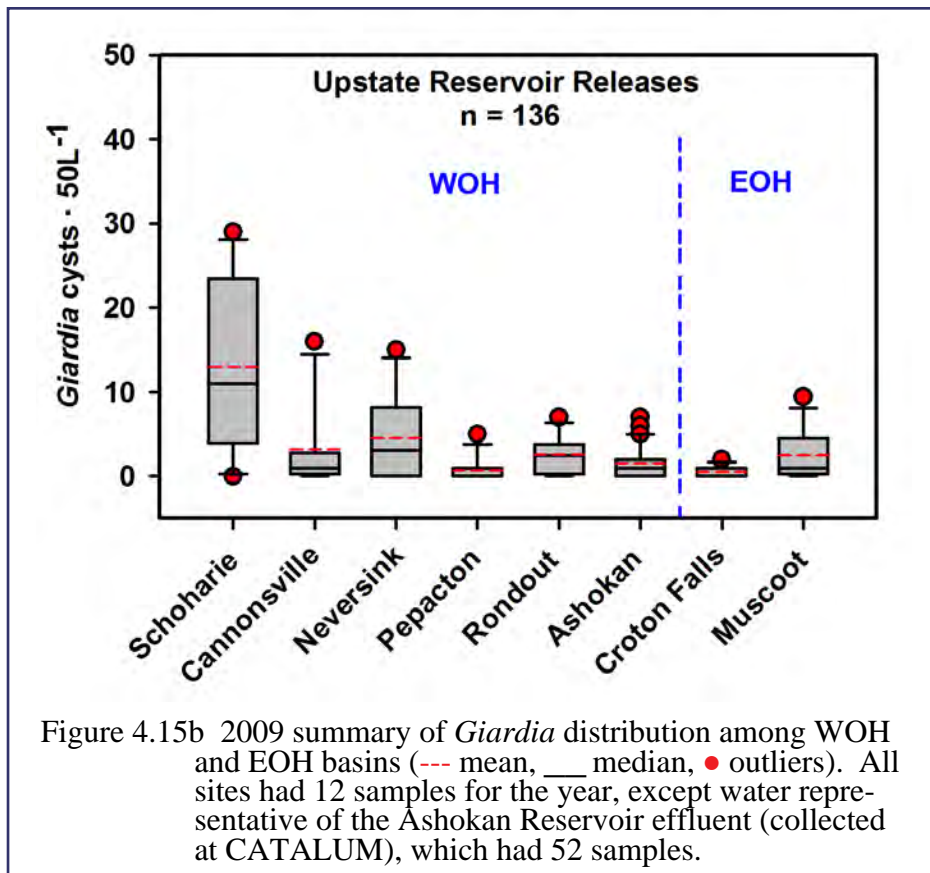 Upstate Reservoir Releases
n = 136
WOH
EOH
50
40
30
20
10
0
Giardia cysts · 50L⁻¹
Schoharie
Cannonsville
Neversink
Pepacton
Rondout
Ashokan
Croton Falls
Muscoot
Figure 4.15b 2009 summary of Giardia distribution among WOH
and EOH basins (--- mean, __ median, ● outliers). All
sites had 12 samples for the year, except water repre-
sentative of the Ashokan Reservoir effluent (collected
at CATALUM), which had 52 samples.